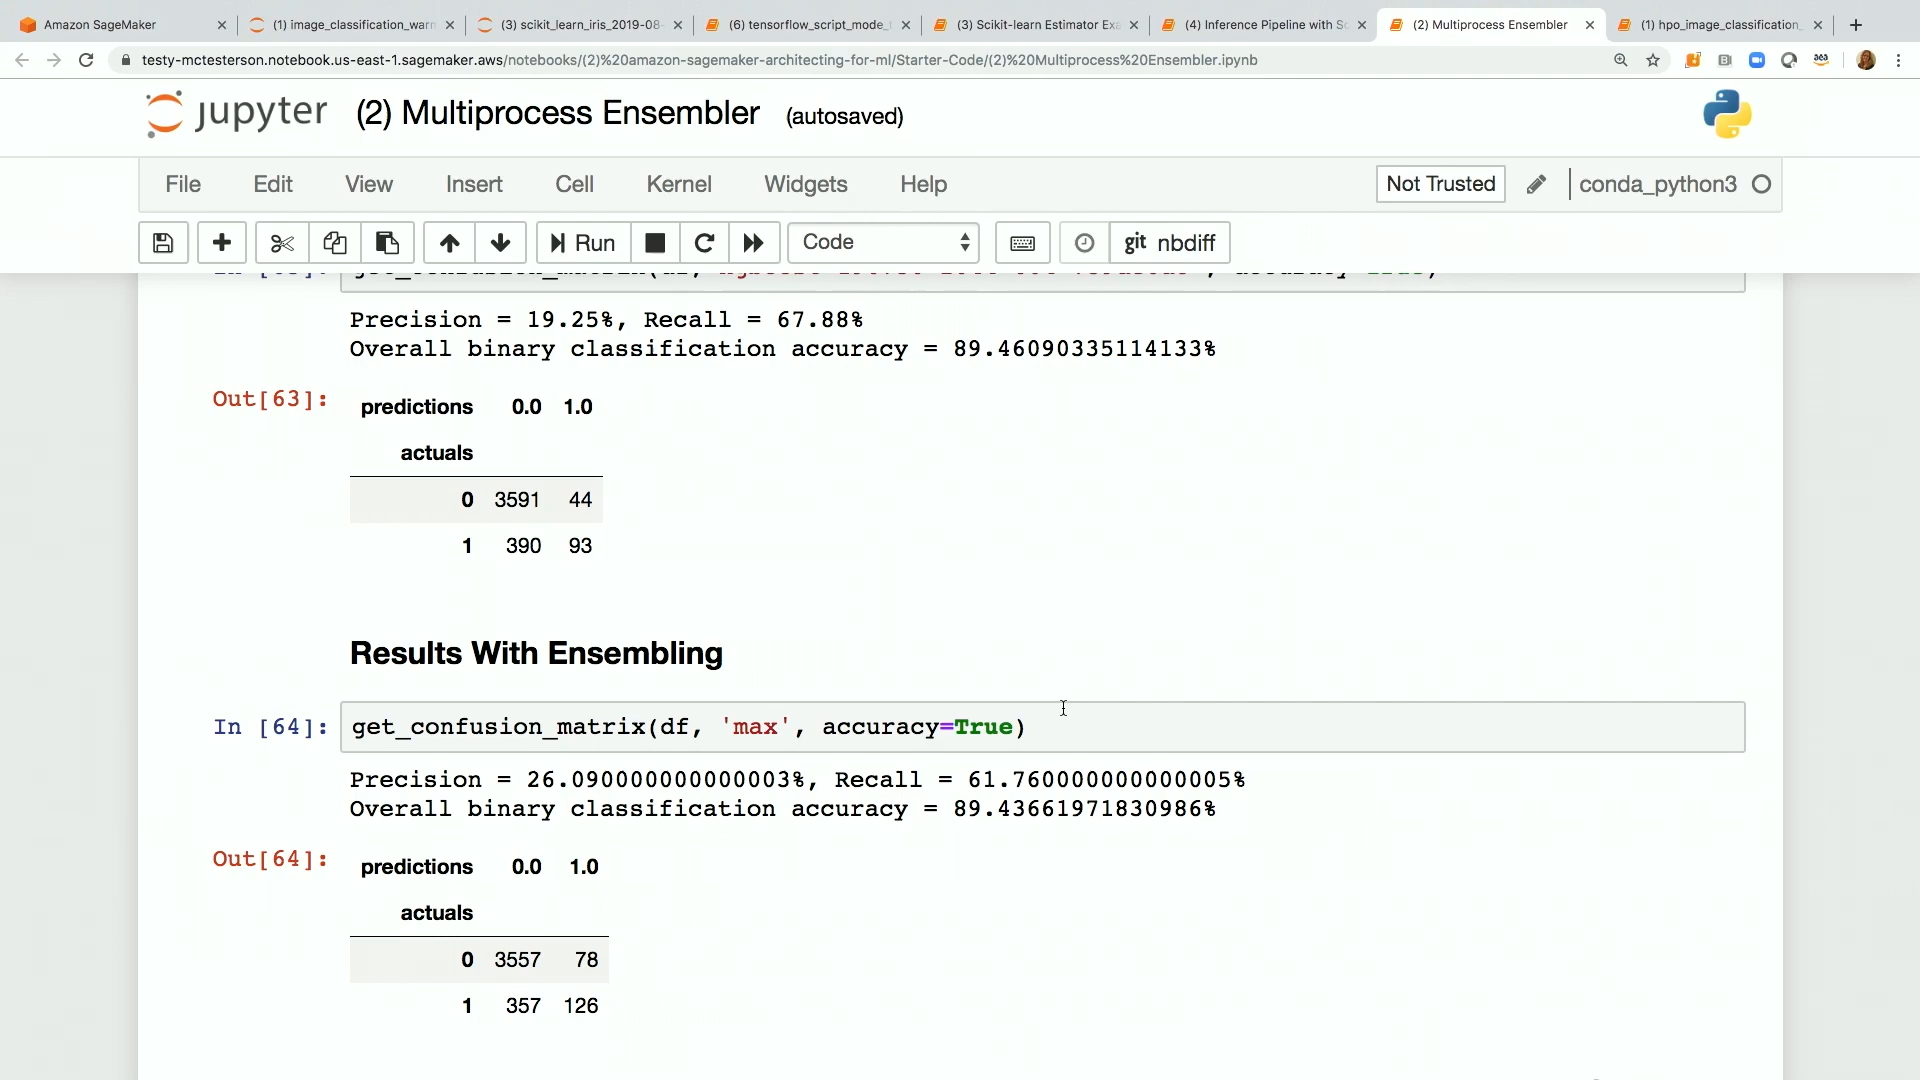 Amazon SageMaker
(1) image_classification_warn
(3) scikit_learn_iris_2019-08-
(6) tensorflow_script_mode_
(3) Scikit-learn Estimator Exa
(4) Inference Pipeline with Sc
(2) Multiprocess Ensembler
(1) hpo_image_classification_
testy-mctesterson.notebook.us-east-1.sagemaker.aws/notebooks/(2)%20amazon-sagemaker-architecting-for-ml/Starter-Code/(2)%20Multiprocess%20Ensembler.ipynb
jupyter (2) Multiprocess Ensembler (autosaved)
File Edit View Insert Cell Kernel Widgets Help Not Trusted conda_python3
Run Code git nbdiff
Precision = 19.25%, Recall = 67.88%
Overall binary classification accuracy = 89.46090335114133%
Out[63]:
predictions 0.0 1.0
actuals
0 3591 44
1 390 93
Results With Ensembling
In [64]: get_confusion_matrix(df, 'max', accuracy=True)
Precision = 26.090000000000003%, Recall = 61.760000000000005%
Overall binary classification accuracy = 89.43661971830986%
Out[64]:
predictions 0.0 1.0
actuals
0 3557 78
1 357 126